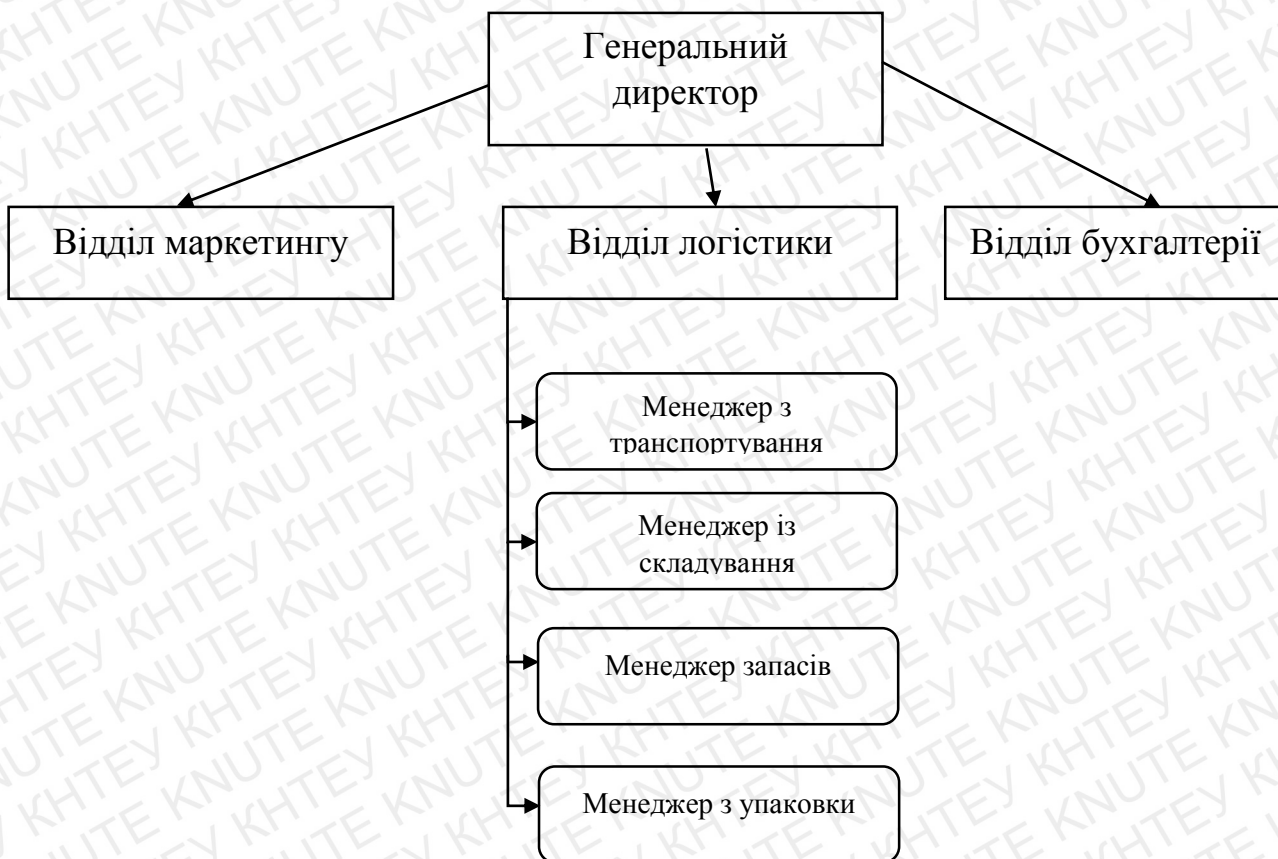 Генеральний
директор
Відділ маркетингу
Відділ логістики
Відділ бухгалтерії
Менеджер з
транспортування
Менеджер із
складування
Менеджер запасів
Менеджер з упаковки